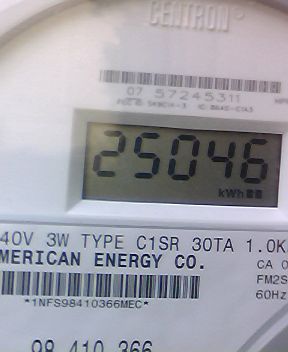 CENTRON®
07 57245311
25046
kWh
40V 3W TYPE C1SR 30TA 1.0K
MERICAN ENERGY CO.
CA 0
FM2S
60Hz
*1NFS98410366MEC*
98 410 366